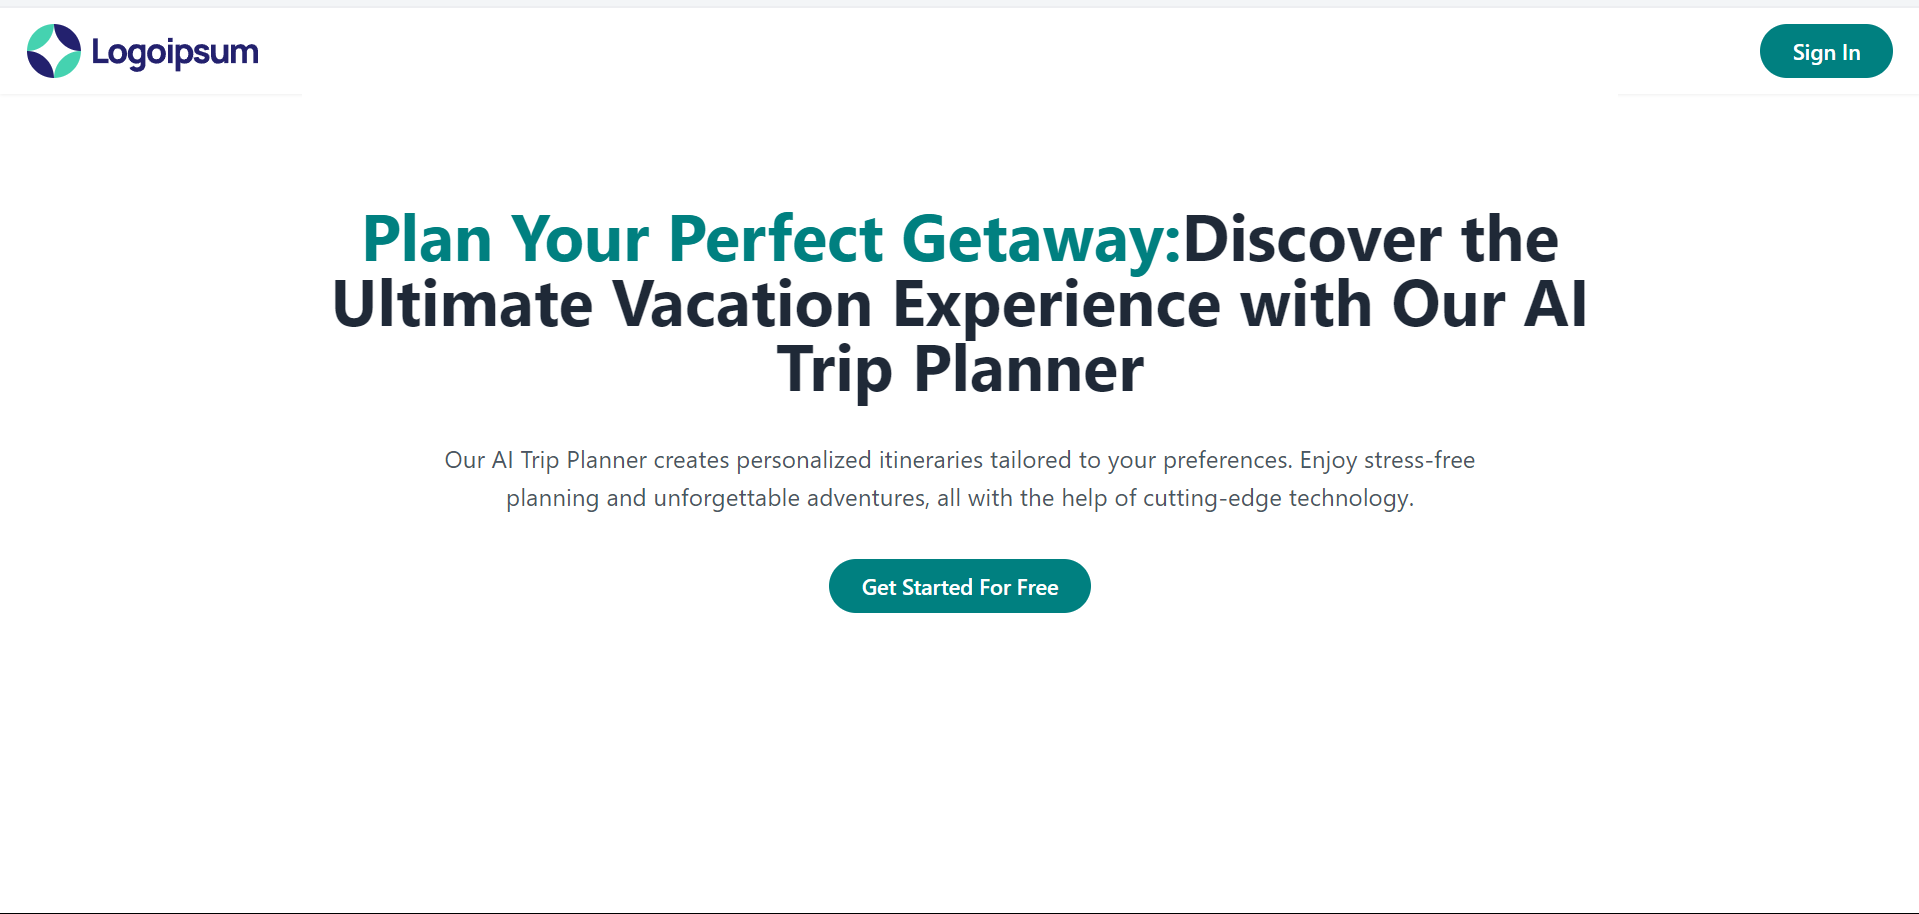 Logoipsum
Sign In
Plan Your Perfect Getaway:Discover the
Ultimate Vacation Experience with Our AI
Trip Planner
Our AI Trip Planner creates personalized itineraries tailored to your preferences. Enjoy stress-free
planning and unforgettable adventures, all with the help of cutting-edge technology.
Get Started For Free